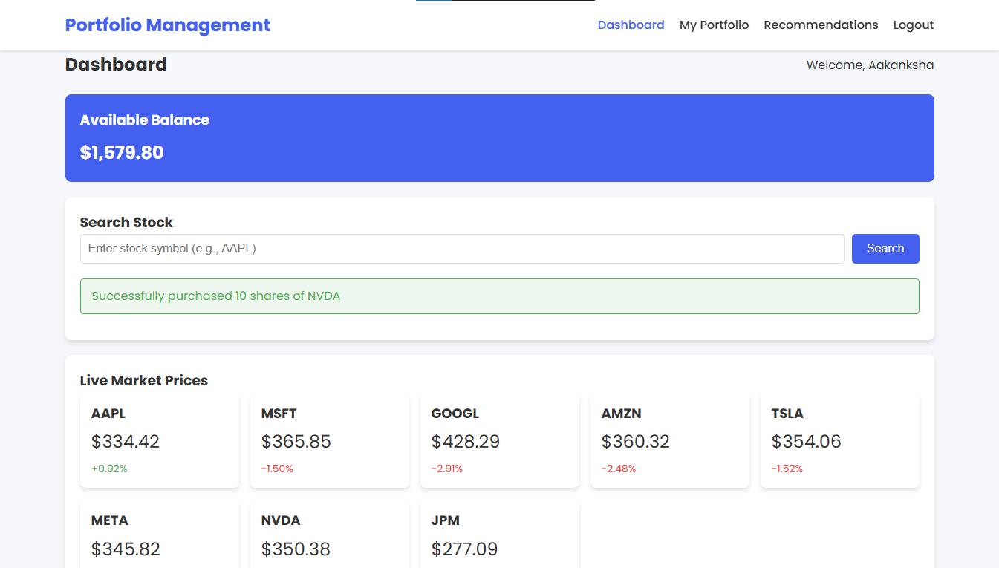 Portfolio Management
Dashboard My Portfolio Recommendations Logout
Dashboard
Welcome, Aakanksha
Available Balance
$1,579.80
Search Stock
Enter stock symbol (e.g., AAPL)
Search
Successfully purchased 10 shares of NVDA
Live Market Prices
AAPL
$334.42
+0.92%
MSFT
$365.85
-1.50%
GOOGL
$428.29
-2.91%
AMZN
$360.32
-2.48%
TSLA
$354.06
-1.52%
META
$345.82
NVDA
$350.38
JPM
$277.09